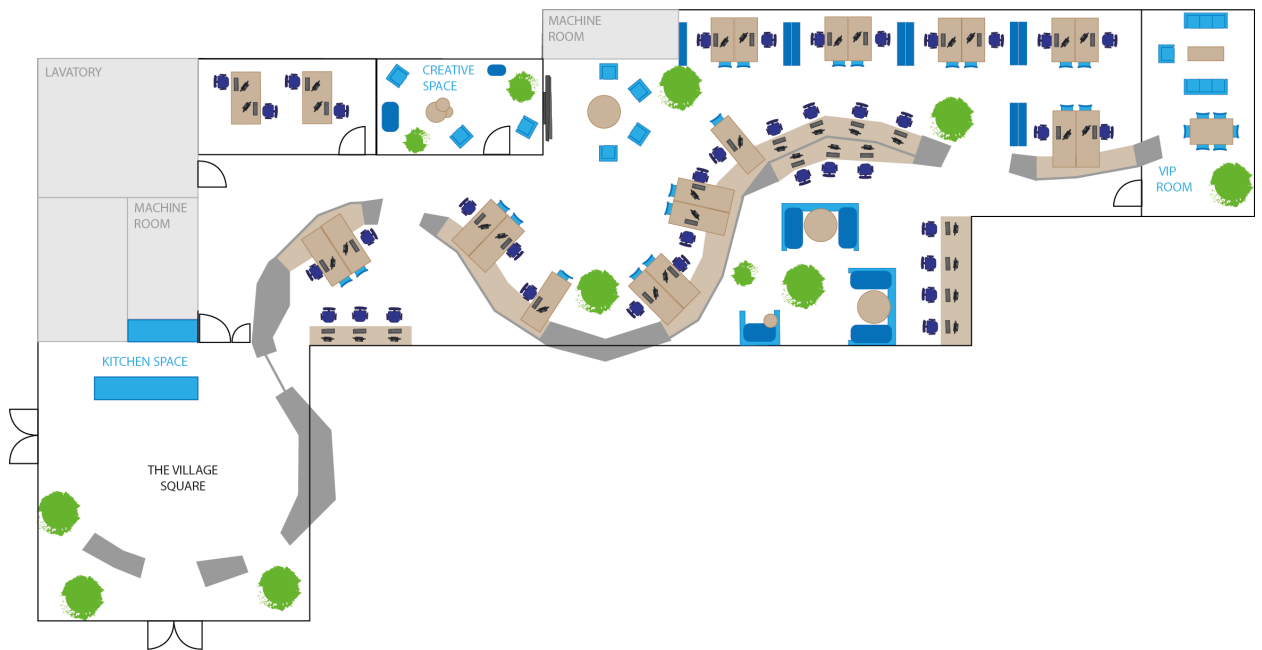 MACHINE
ROOM
LAVATORY
CREATIVE
SPACE
VIP
ROOM
MACHINE
ROOM
KITCHEN SPACE
THE VILLAGE
SQUARE